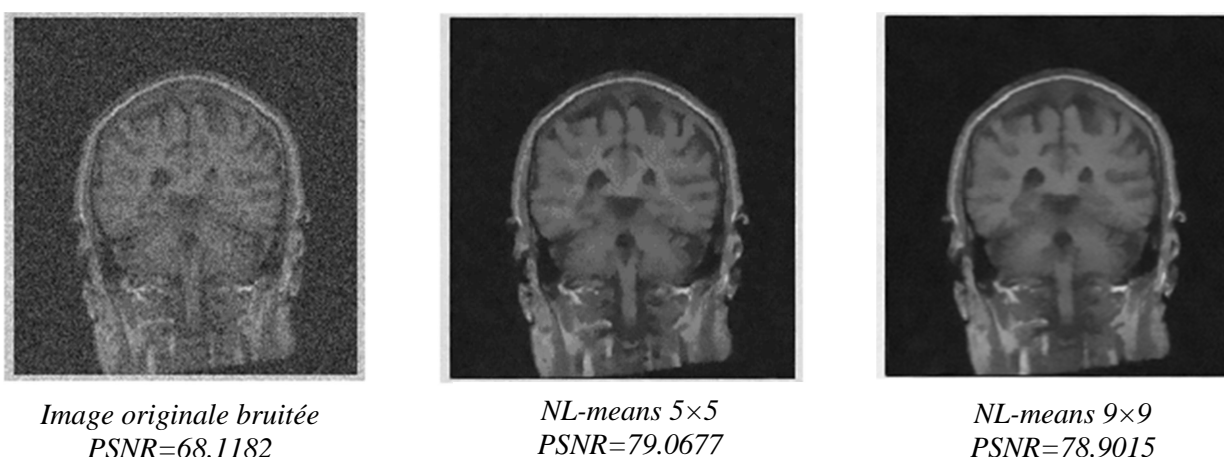 Image originale bruitée
PSNR=68.1182
NL-means 5×5
PSNR=79.0677
NL-means 9×9
PSNR=78.9015